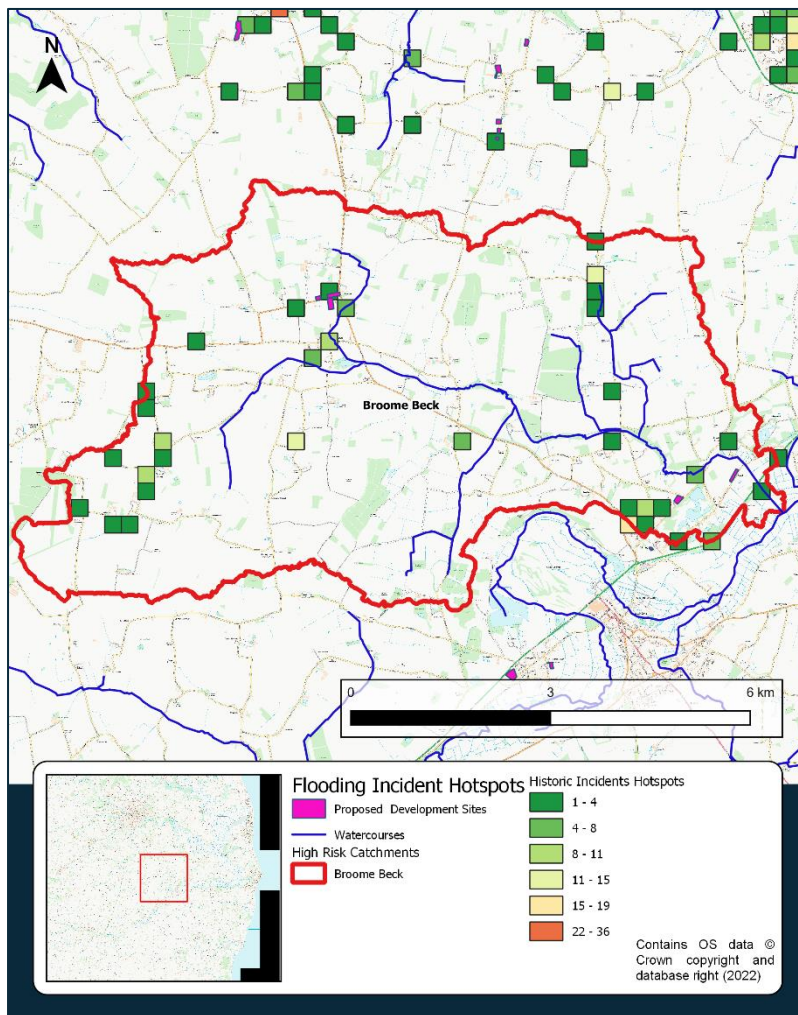 N
Broome Beck
0
3
6 km
Flooding Incident Hotspots
Proposed Development Sites
Watercourses
High Risk Catchments
Broome Beck
Historic Incidents Hotspots
1 - 4
4 - 8
8 - 11
11 - 15
15 - 19
22 - 36
Contains OS data ©
Crown copyright and
database right (2022)